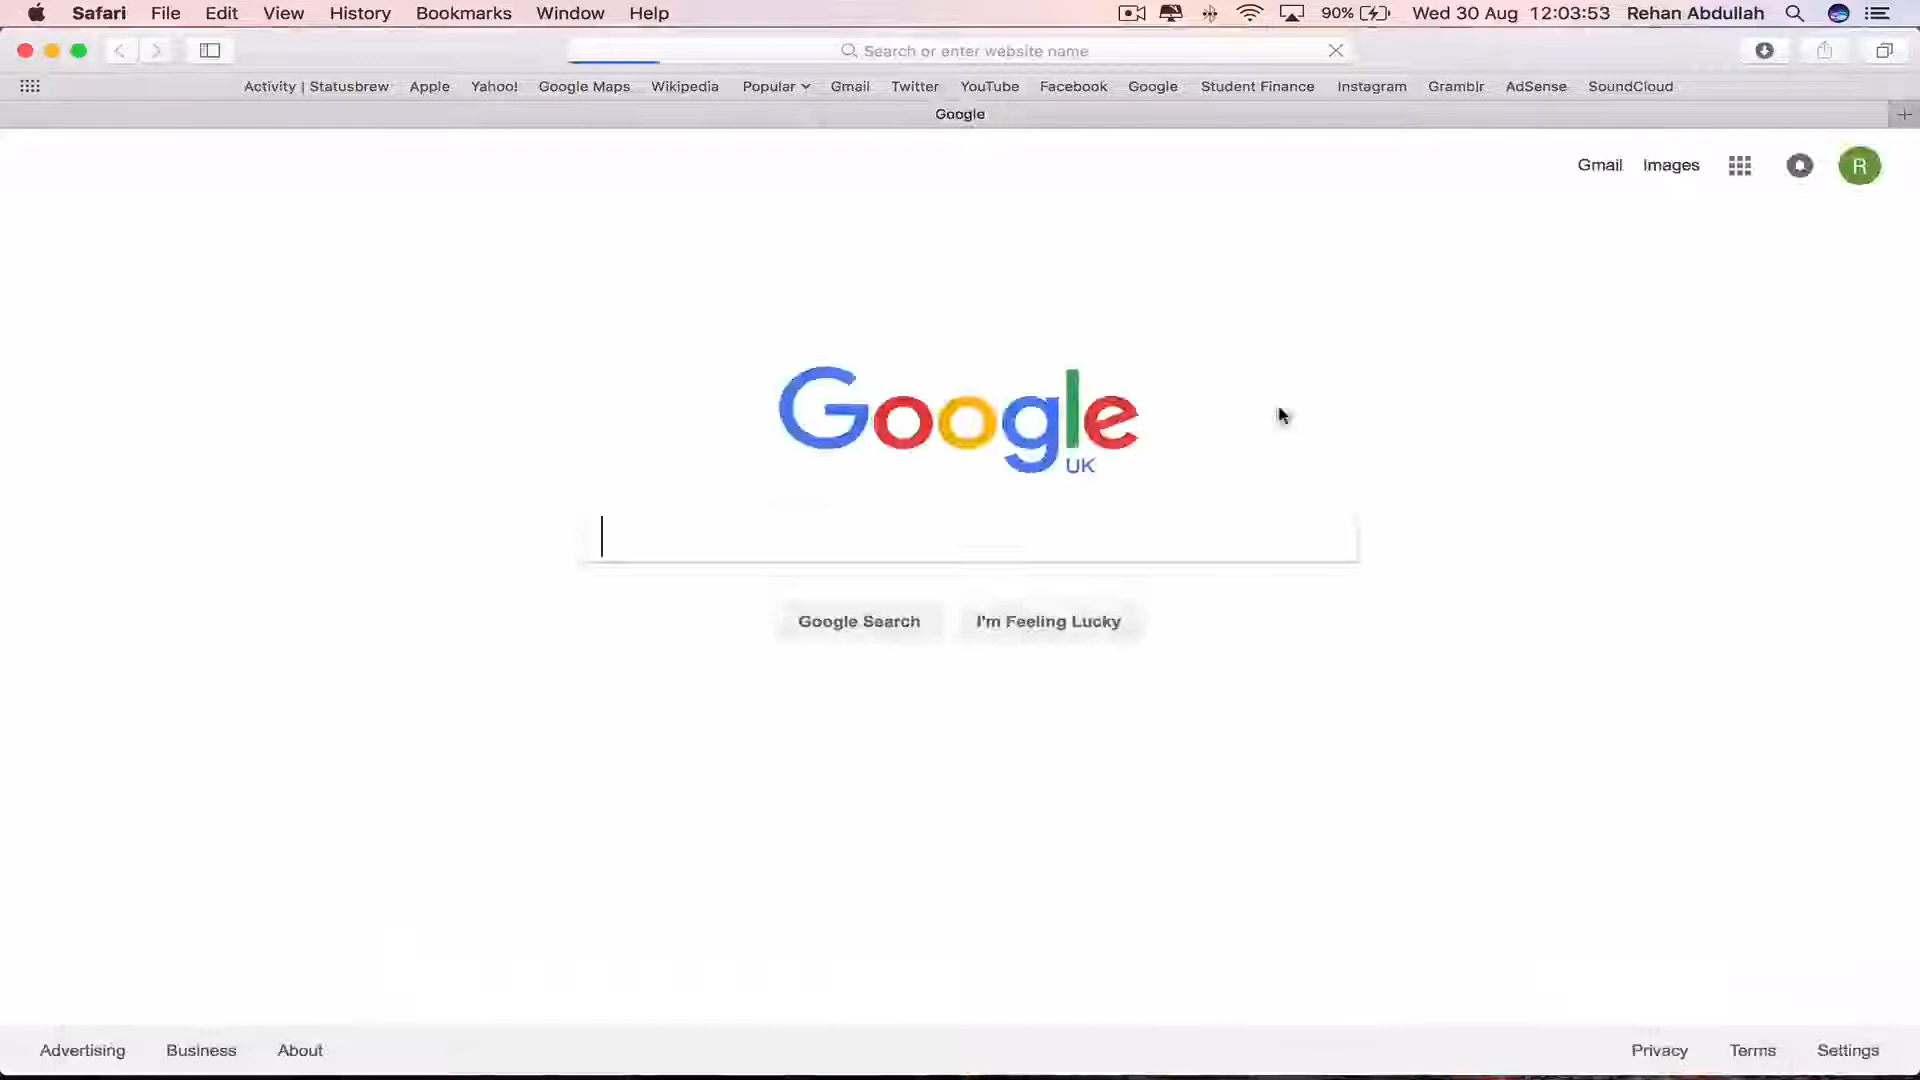 Safari File Edit View History Bookmarks Window Help 90% Wed 30 Aug 12:03:53 Rehan Abdullah
Search or enter website name
Activity | Statusbrew Apple Yahoo! Google Maps Wikipedia Popular Gmail Twitter YouTube Facebook Google Student Finance Instagram Gramblr AdSense SoundCloud
Google
Gmail Images R
Google
UK
Google Search I'm Feeling Lucky
Advertising Business About Privacy Terms Settings